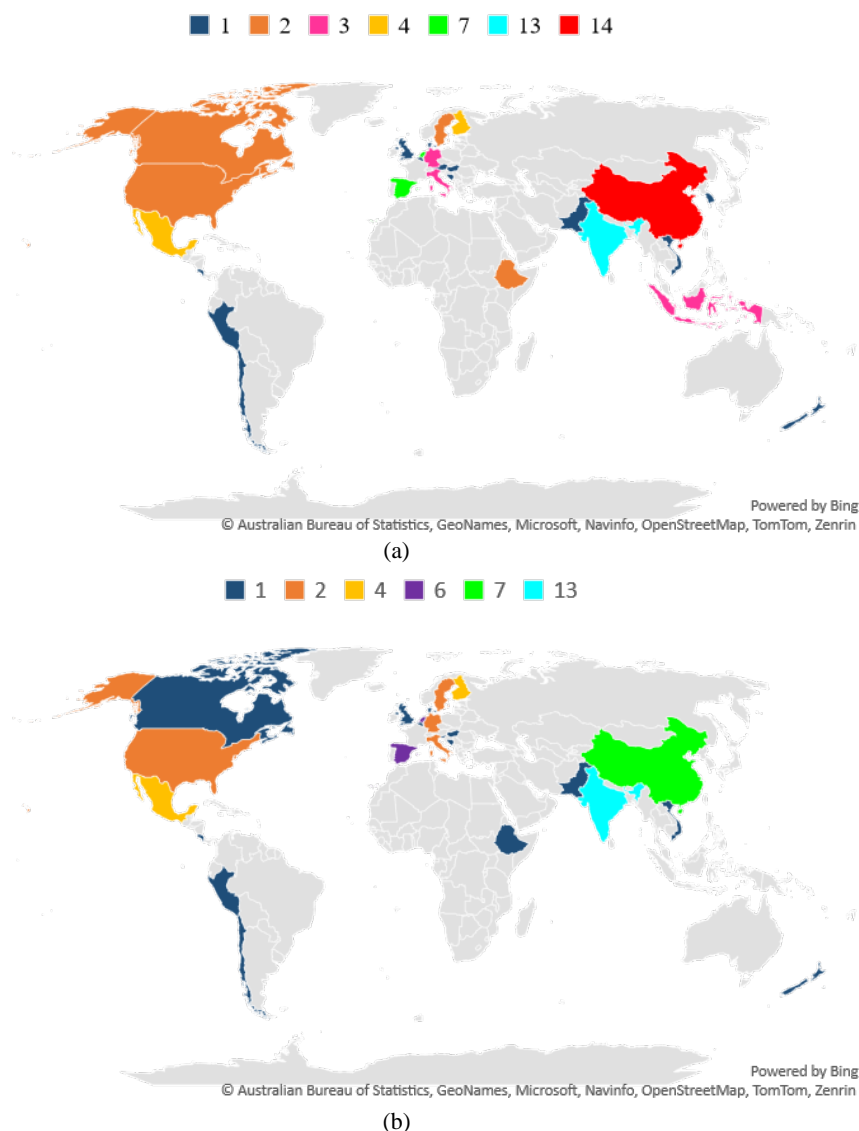 1 2 3 4 7 13 14
Powered by Bing
© Australian Bureau of Statistics, GeoNames, Microsoft, Navinfo, OpenStreetMap, TomTom, Zenrin
(a)
1 2 4 6 7 13
Powered by Bing
© Australian Bureau of Statistics, GeoNames, Microsoft, Navinfo, OpenStreetMap, TomTom, Zenrin
(b)